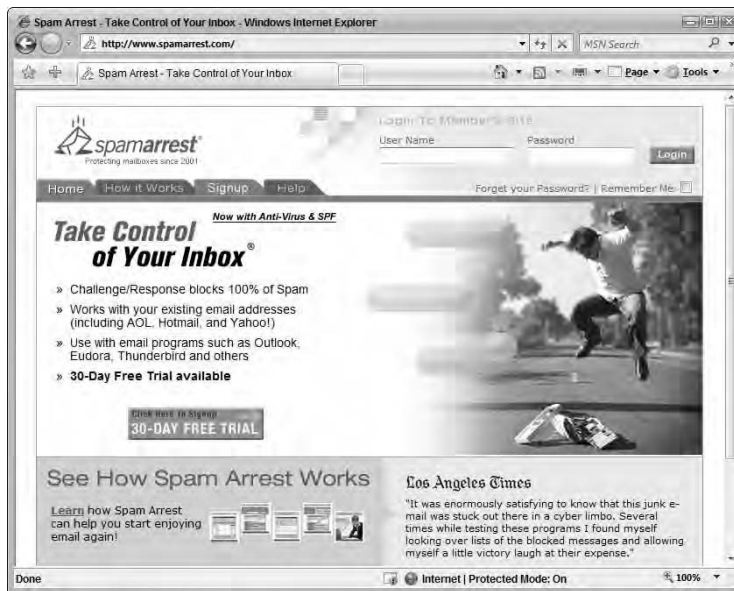 Spam Arrest - Take Control of Your Inbox - Windows Internet Explorer
http://www.spamarrest.com/
MSN Search
Spam Arrest - Take Control of Your Inbox
Page
Tools
Login To Member's Site
User Name
Password
spamarrest
Protecting mailboxes since 2001
Login
Home
How it Works
Signup
Help
Forget your Password? | Remember Me:
Now with Anti-Virus & SPF
Take Control
of Your Inbox®
» Challenge/Response blocks 100% of Spam
» Works with your existing email addresses
(including AOL, Hotmail, and Yahoo!)
» Use with email programs such as Outlook,
Eudora, Thunderbird and others
» 30-Day Free Trial available
Click Here to Signup
30-DAY FREE TRIAL
See How Spam Arrest Works
Learn how Spam Arrest
can help you start enjoying
email again!
Los Angeles Times
"It was enormously satisfying to know that this junk e-
mail was stuck out there in a cyber limbo. Several
times while testing these programs I found myself
looking over lists of the blocked messages and allowing
myself a little victory laugh at their expense."
Done
Internet | Protected Mode: On
100%